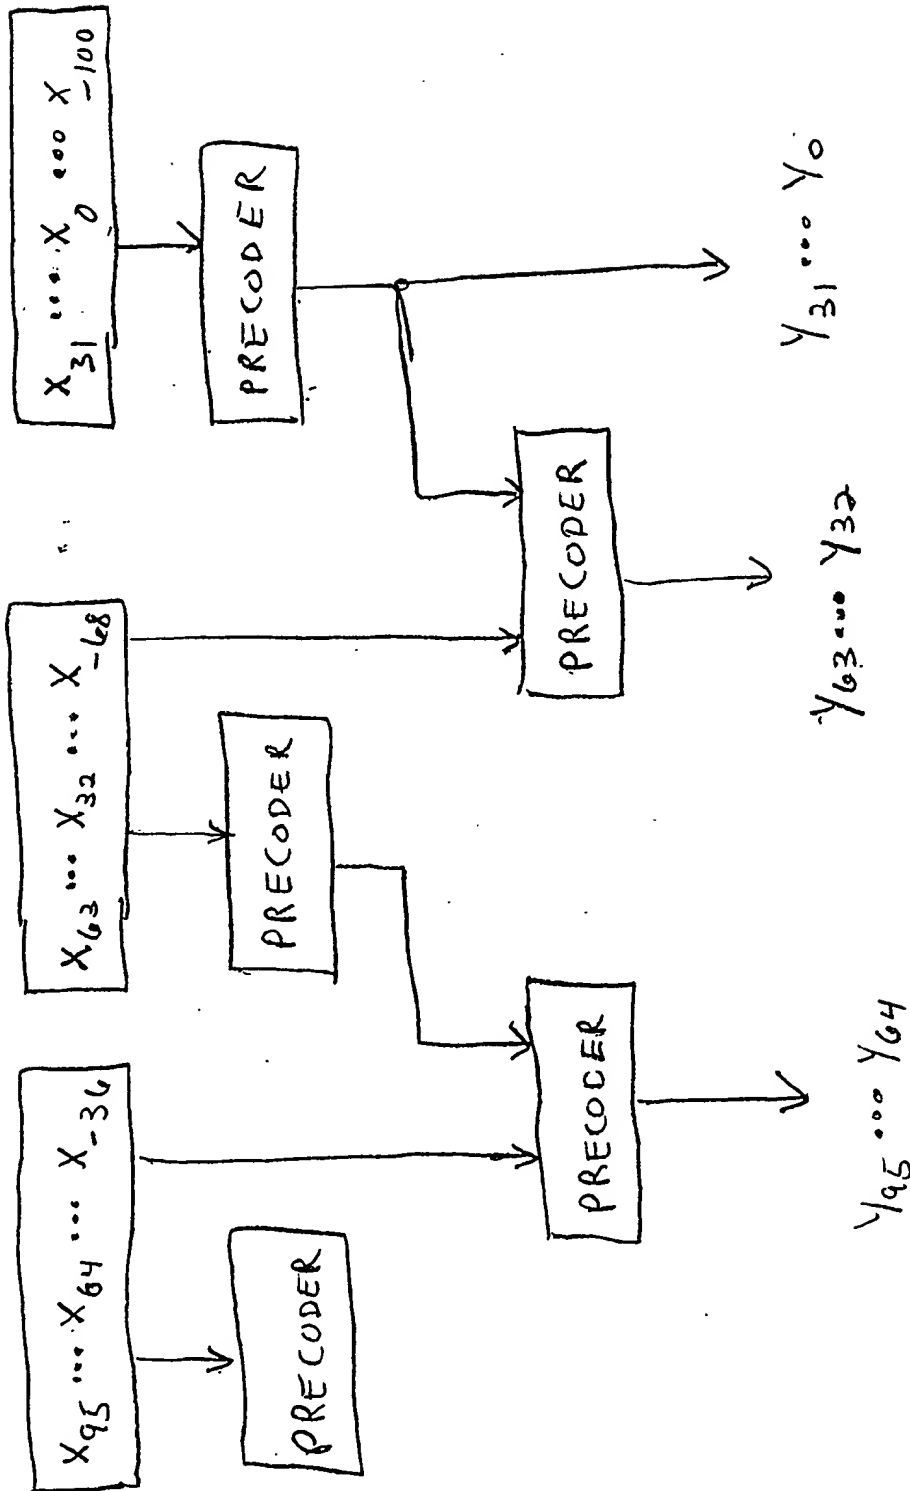 X95 ... X64 ... X-36
X63 ... X32 ... X-68
X31 ... X0 ... X-100
PRECODER
PRECODER
PRECODER
PRECODER
PRECODER
Y95 ... Y64
Y63 ... Y32
Y31 ... Y0